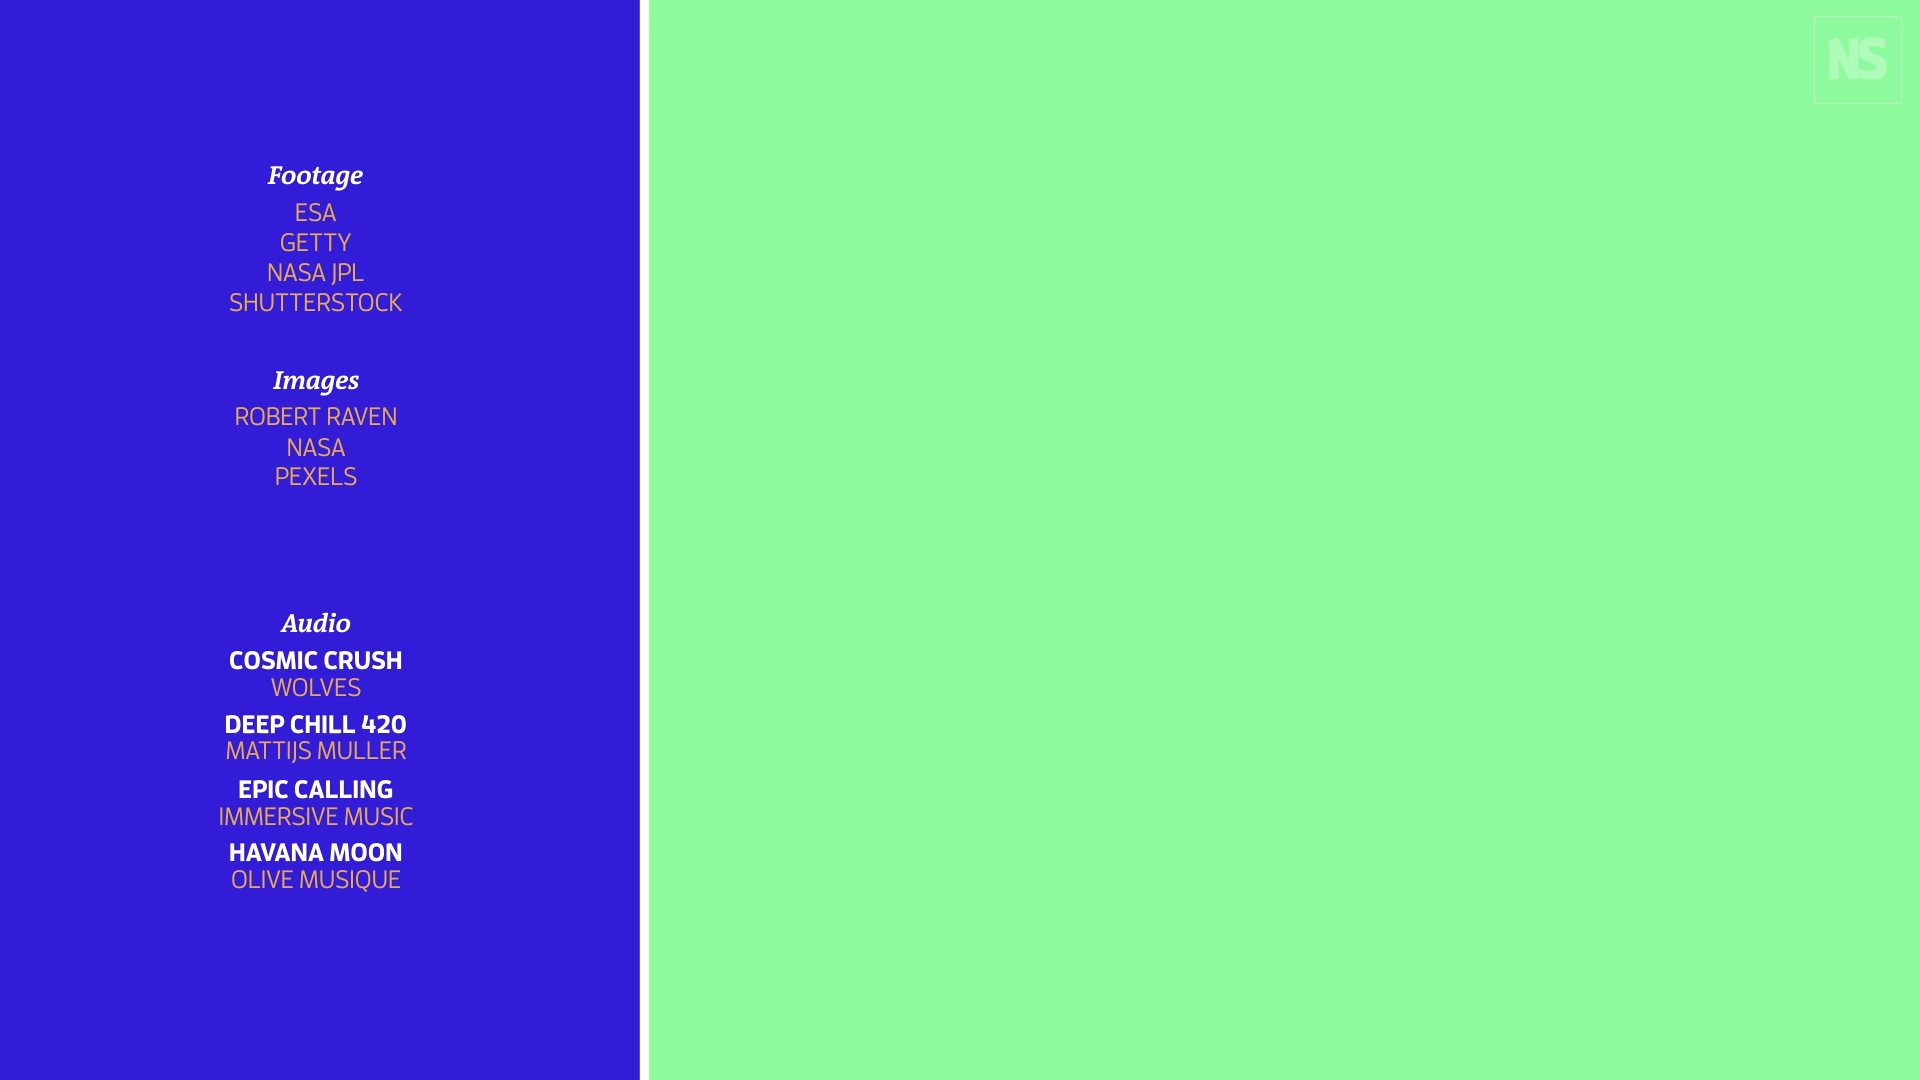 Footage
ESA
GETTY
NASA JPL
SHUTTERSTOCK
Images
ROBERT RAVEN
NASA
PEXELS
Audio
COSMIC CRUSH
WOLVES
DEEP CHILL 420
MATTIJS MULLER
EPIC CALLING
IMMERSIVE MUSIC
HAVANA MOON
OLIVE MUSIQUE
NS